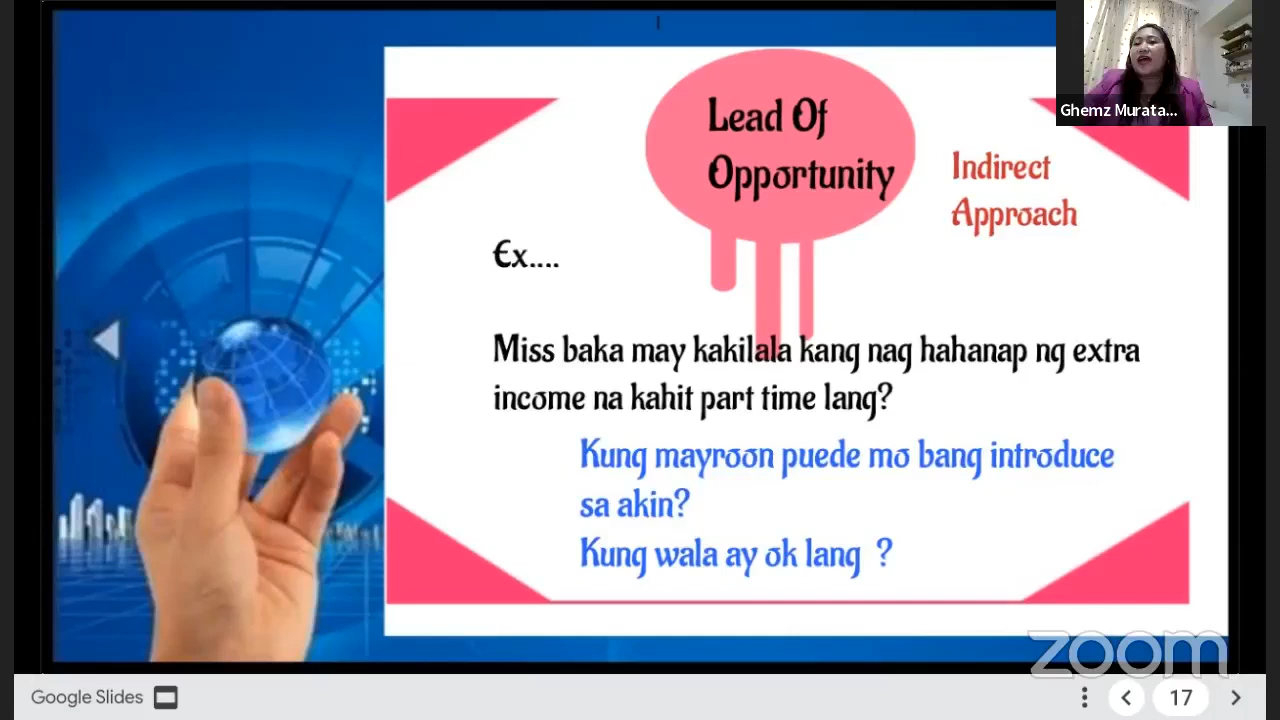 Lead Of
Opportunity
Indirect
Approach
Ex....
Miss baka may kakilala kang nag hahanap ng extra
income na kahit part time lang?
Kung mayroon puede mo bang introduce
sa akin?
Kung wala ay ok lang ?
Ghemz Murata...
zoom
Google Slides
17